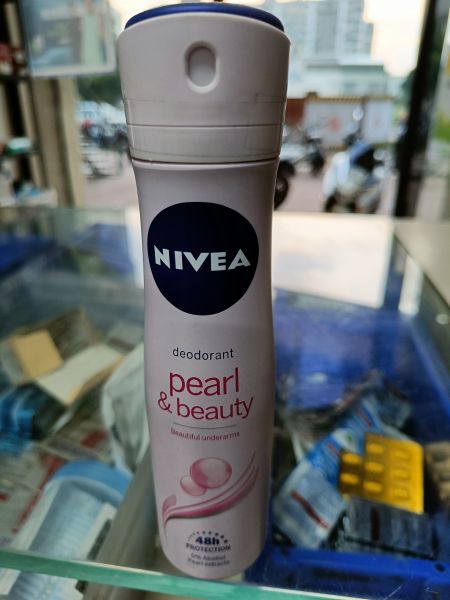 NIVEA
deodorant
pearl
& beauty
Beautiful underarms
48h
PROTECTION
0% Alcohol
Pearl extracts